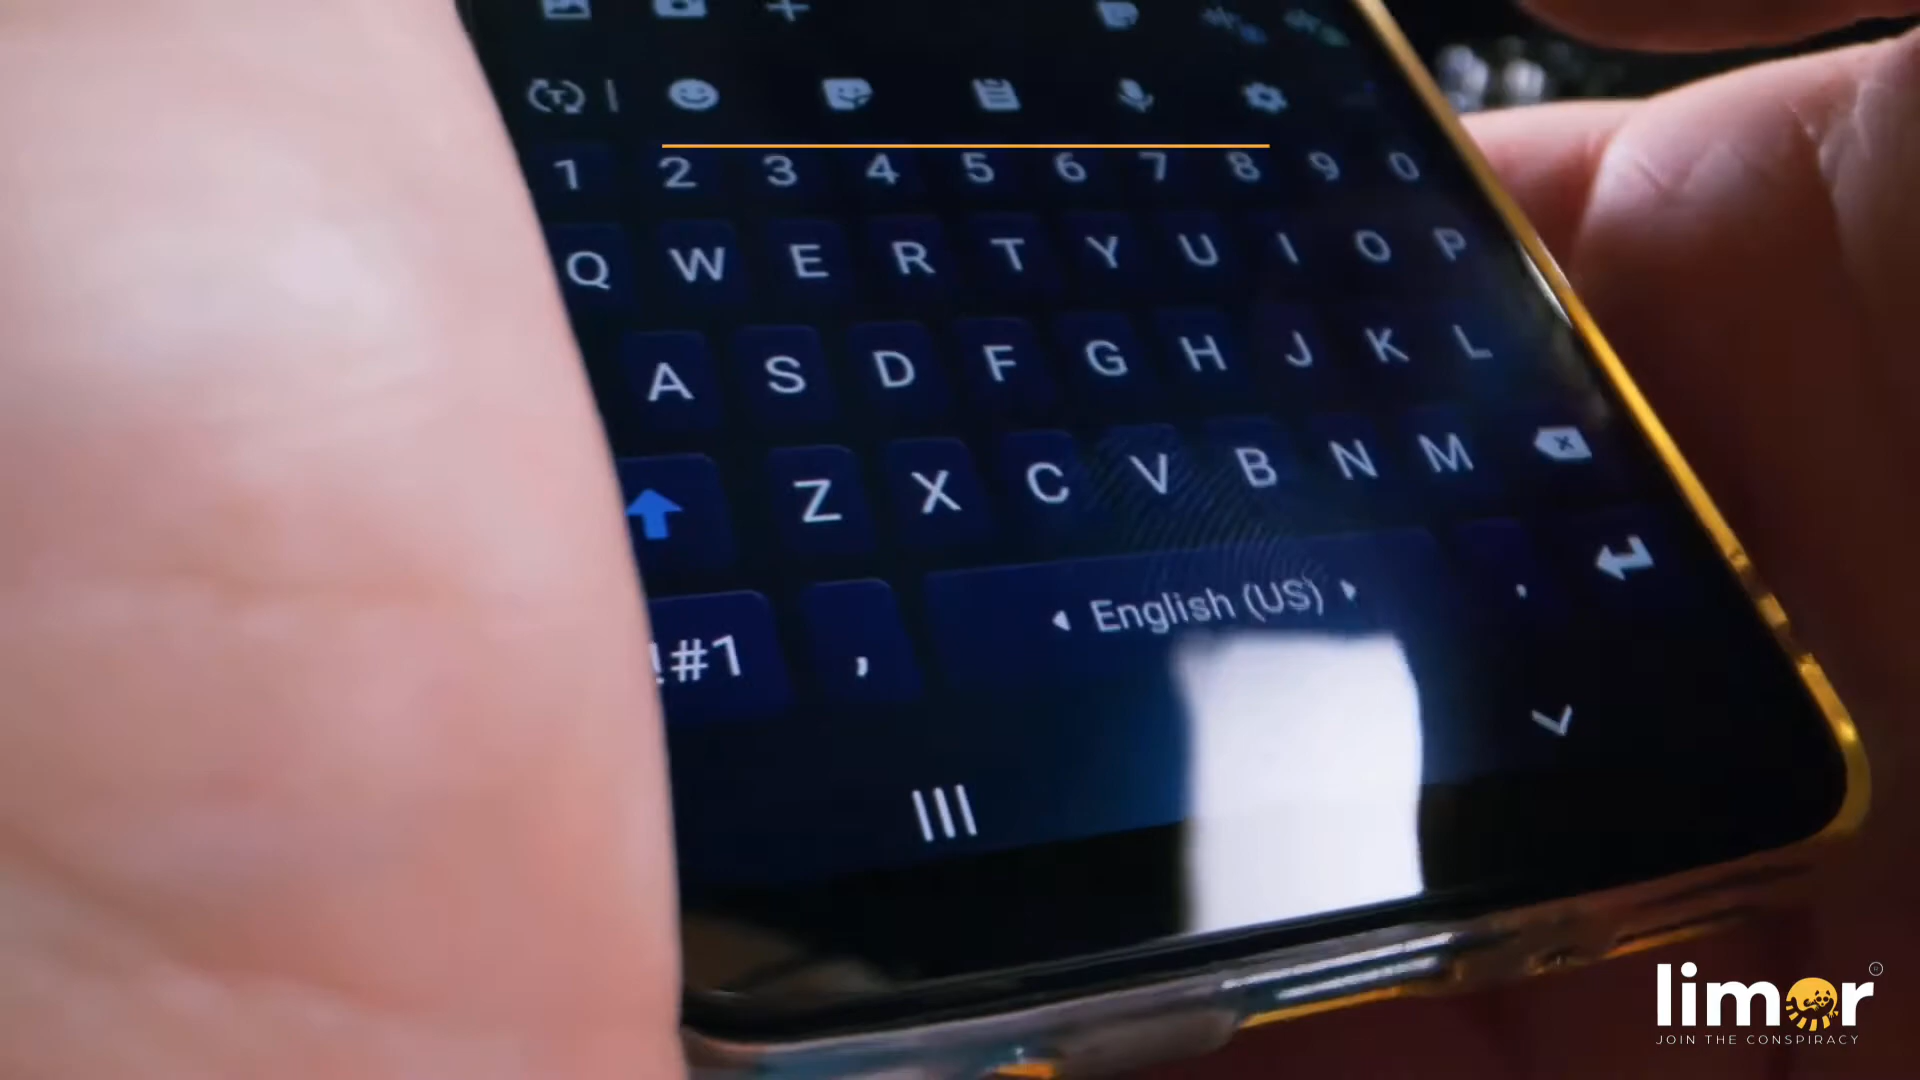 1 2 3 4 5 6 7 8 9 0
Q W E R T Y U I O P
A S D F G H J K L
Z X C V B N M
!#1 , English (US) .
limor
JOIN THE CONSPIRACY